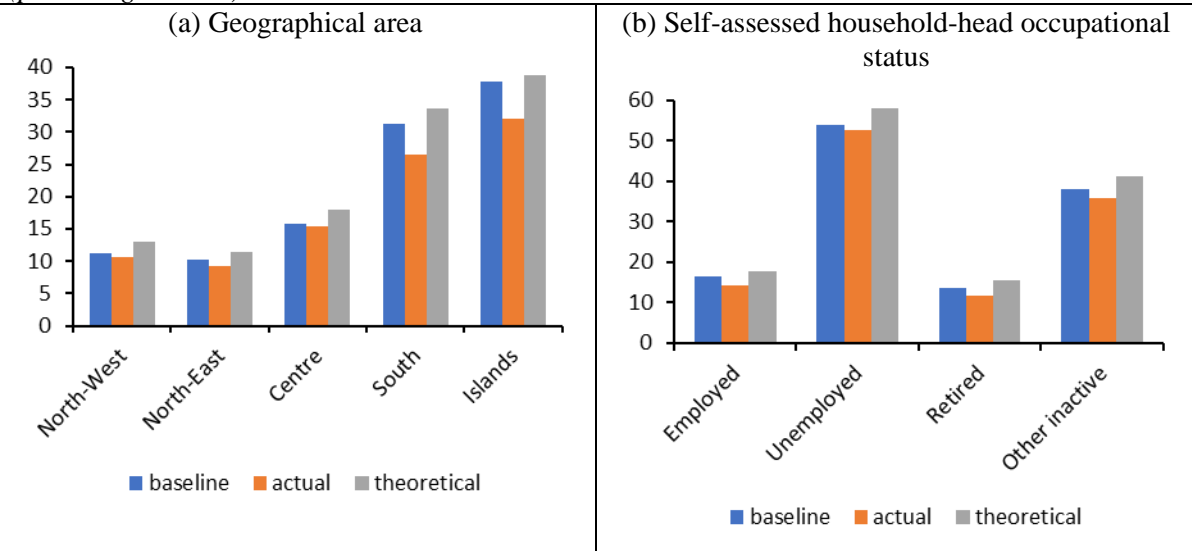 (a) Geographical area
40
35
30
25
20
15
10
5
0
North-West
North-East
Centre
South
Islands
baseline actual theoretical
(b) Self-assessed household-head occupational
status
60
50
40
30
20
10
0
Employed
Unemployed
Retired
Other inactive
baseline actual theoretical